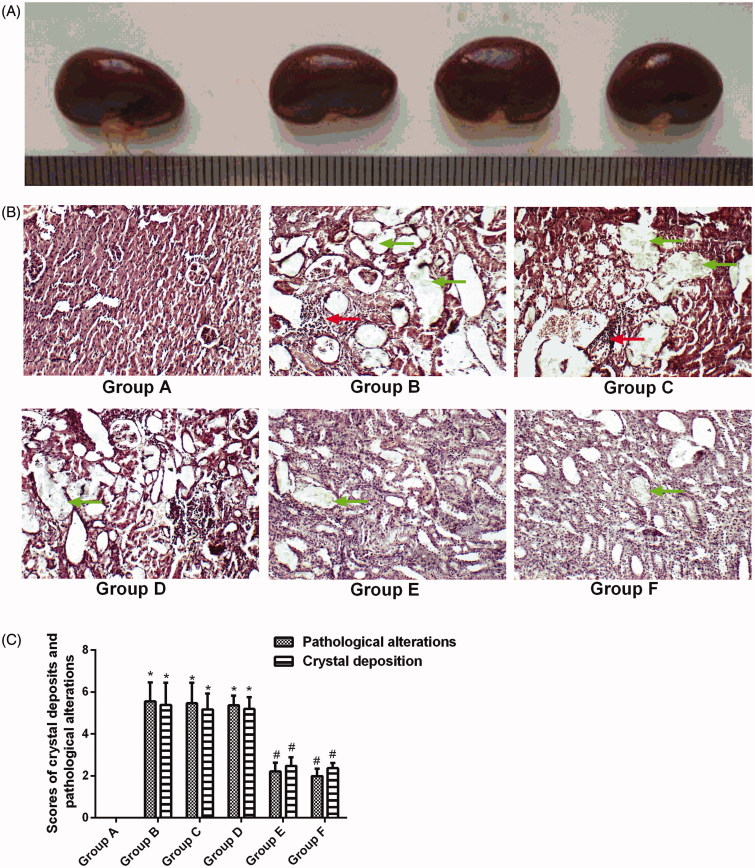 (A)
(B)
Group A
Group B
Group C
Group D
Group E
Group F
(C)
Scores of crystal deposits and
pathological alterations
8
6
4
2
0
Pathological alterations
Crystal deposition
* * * * * *
# # # #
Group A
Group B
Group C
Group D
Group E
Group F